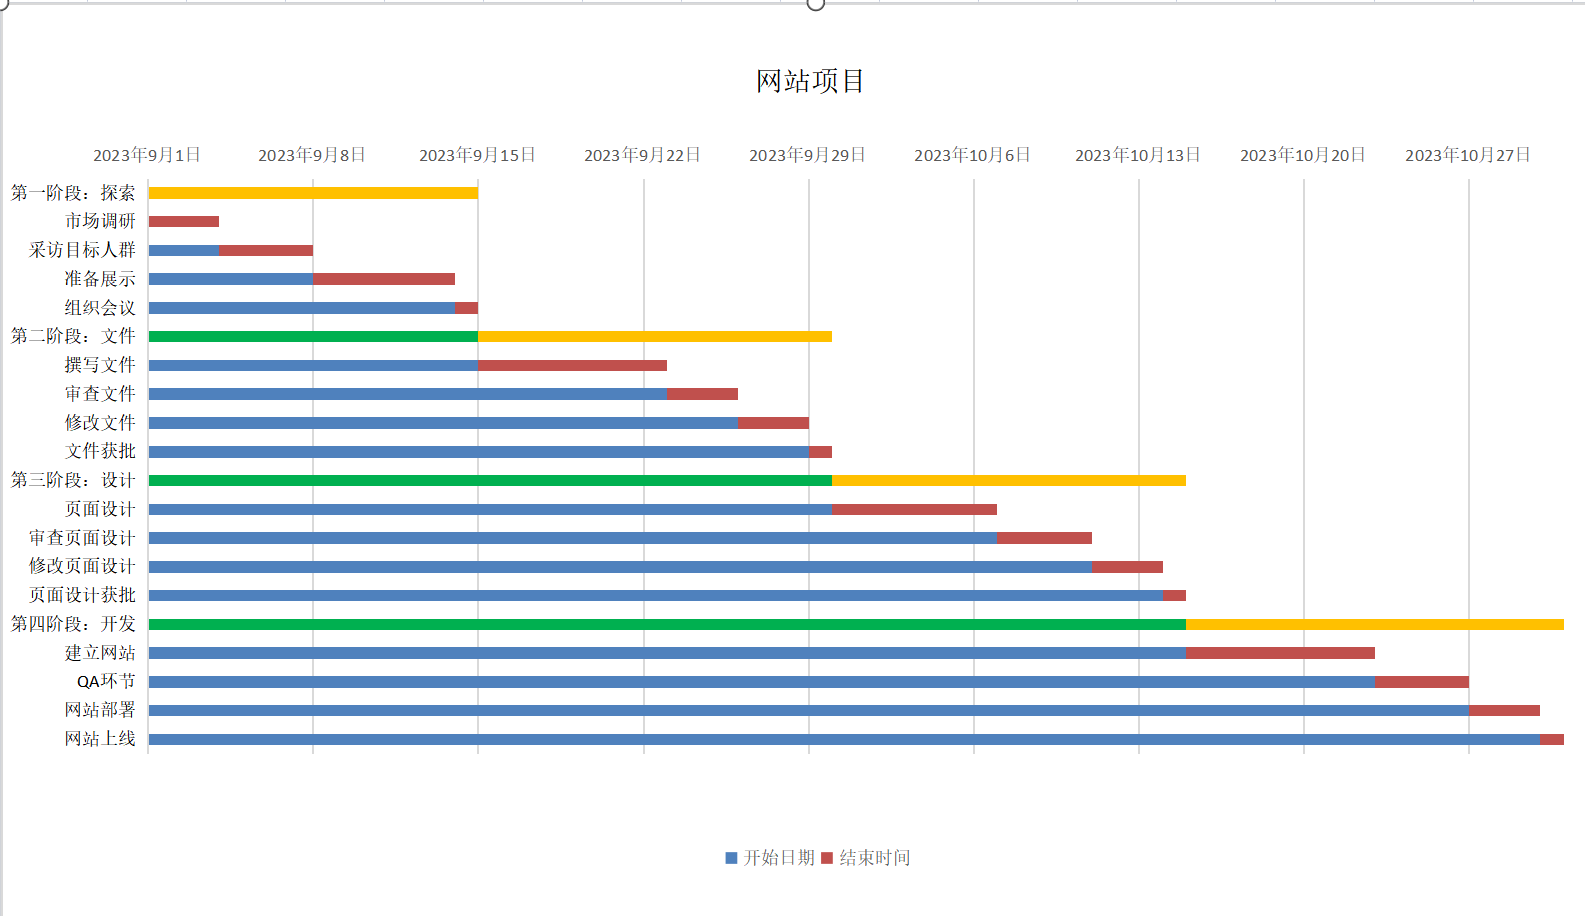 网站项目
2023年9月1日 2023年9月8日 2023年9月15日 2023年9月22日 2023年9月29日 2023年10月6日 2023年10月13日 2023年10月20日 2023年10月27日
第一阶段：探索
市场调研
采访目标人群
准备展示
组织会议
第二阶段：文件
撰写文件
审查文件
修改文件
文件获批
第三阶段：设计
页面设计
审查页面设计
修改页面设计
页面设计获批
第四阶段：开发
建立网站
QA环节
网站部署
网站上线
开始日期 结束时间